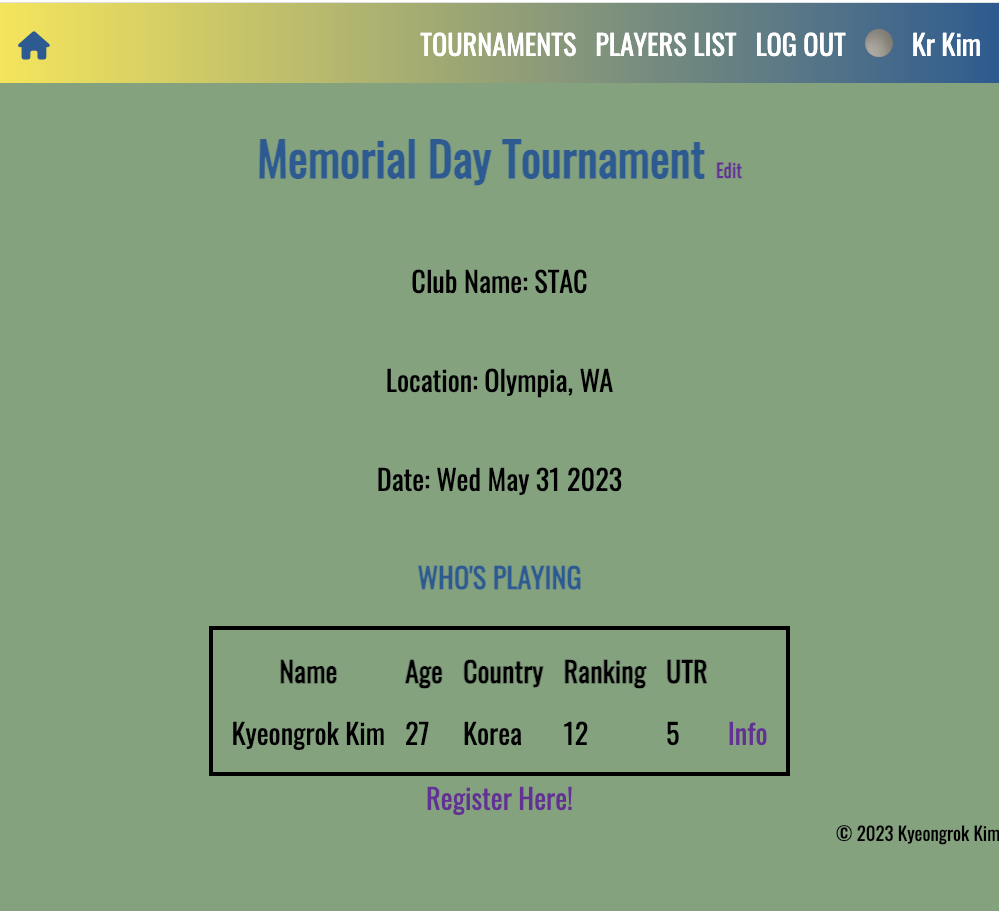 TOURNAMENTS PLAYERS LIST LOG OUT Kr Kim
Memorial Day Tournament Edit
Club Name: STAC
Location: Olympia, WA
Date: Wed May 31 2023
WHO'S PLAYING
Name Age Country Ranking UTR
Kyeongrok Kim 27 Korea 12 5 Info
Register Here!
© 2023 Kyeongrok Kim